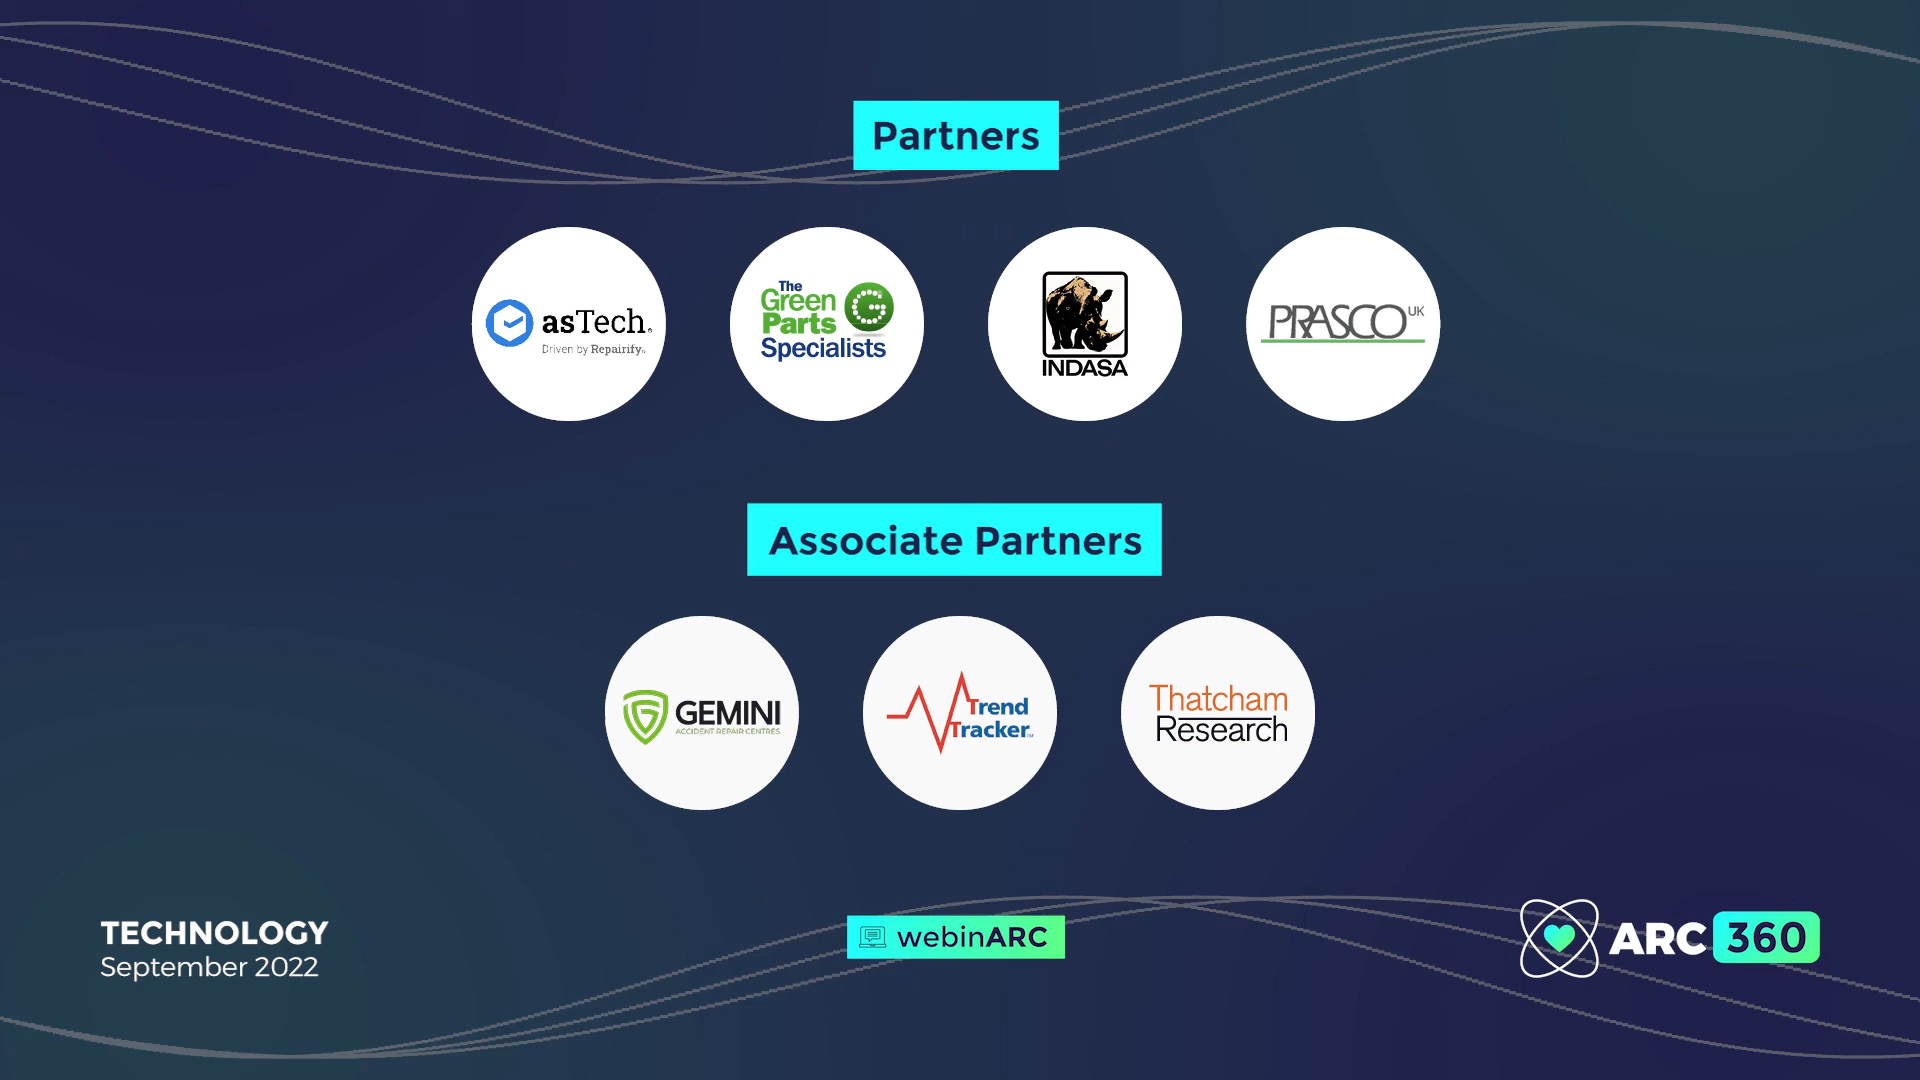 Partners
asTech®
Driven by Repairify
The
Green
Parts
Specialists
G
INDASA
PRASCO UK
Associate Partners
GEMINI
ACCIDENT REPAIR CENTRES
Trend
Tracker
Thatcham
Research
TECHNOLOGY
September 2022
webinARC
ARC 360